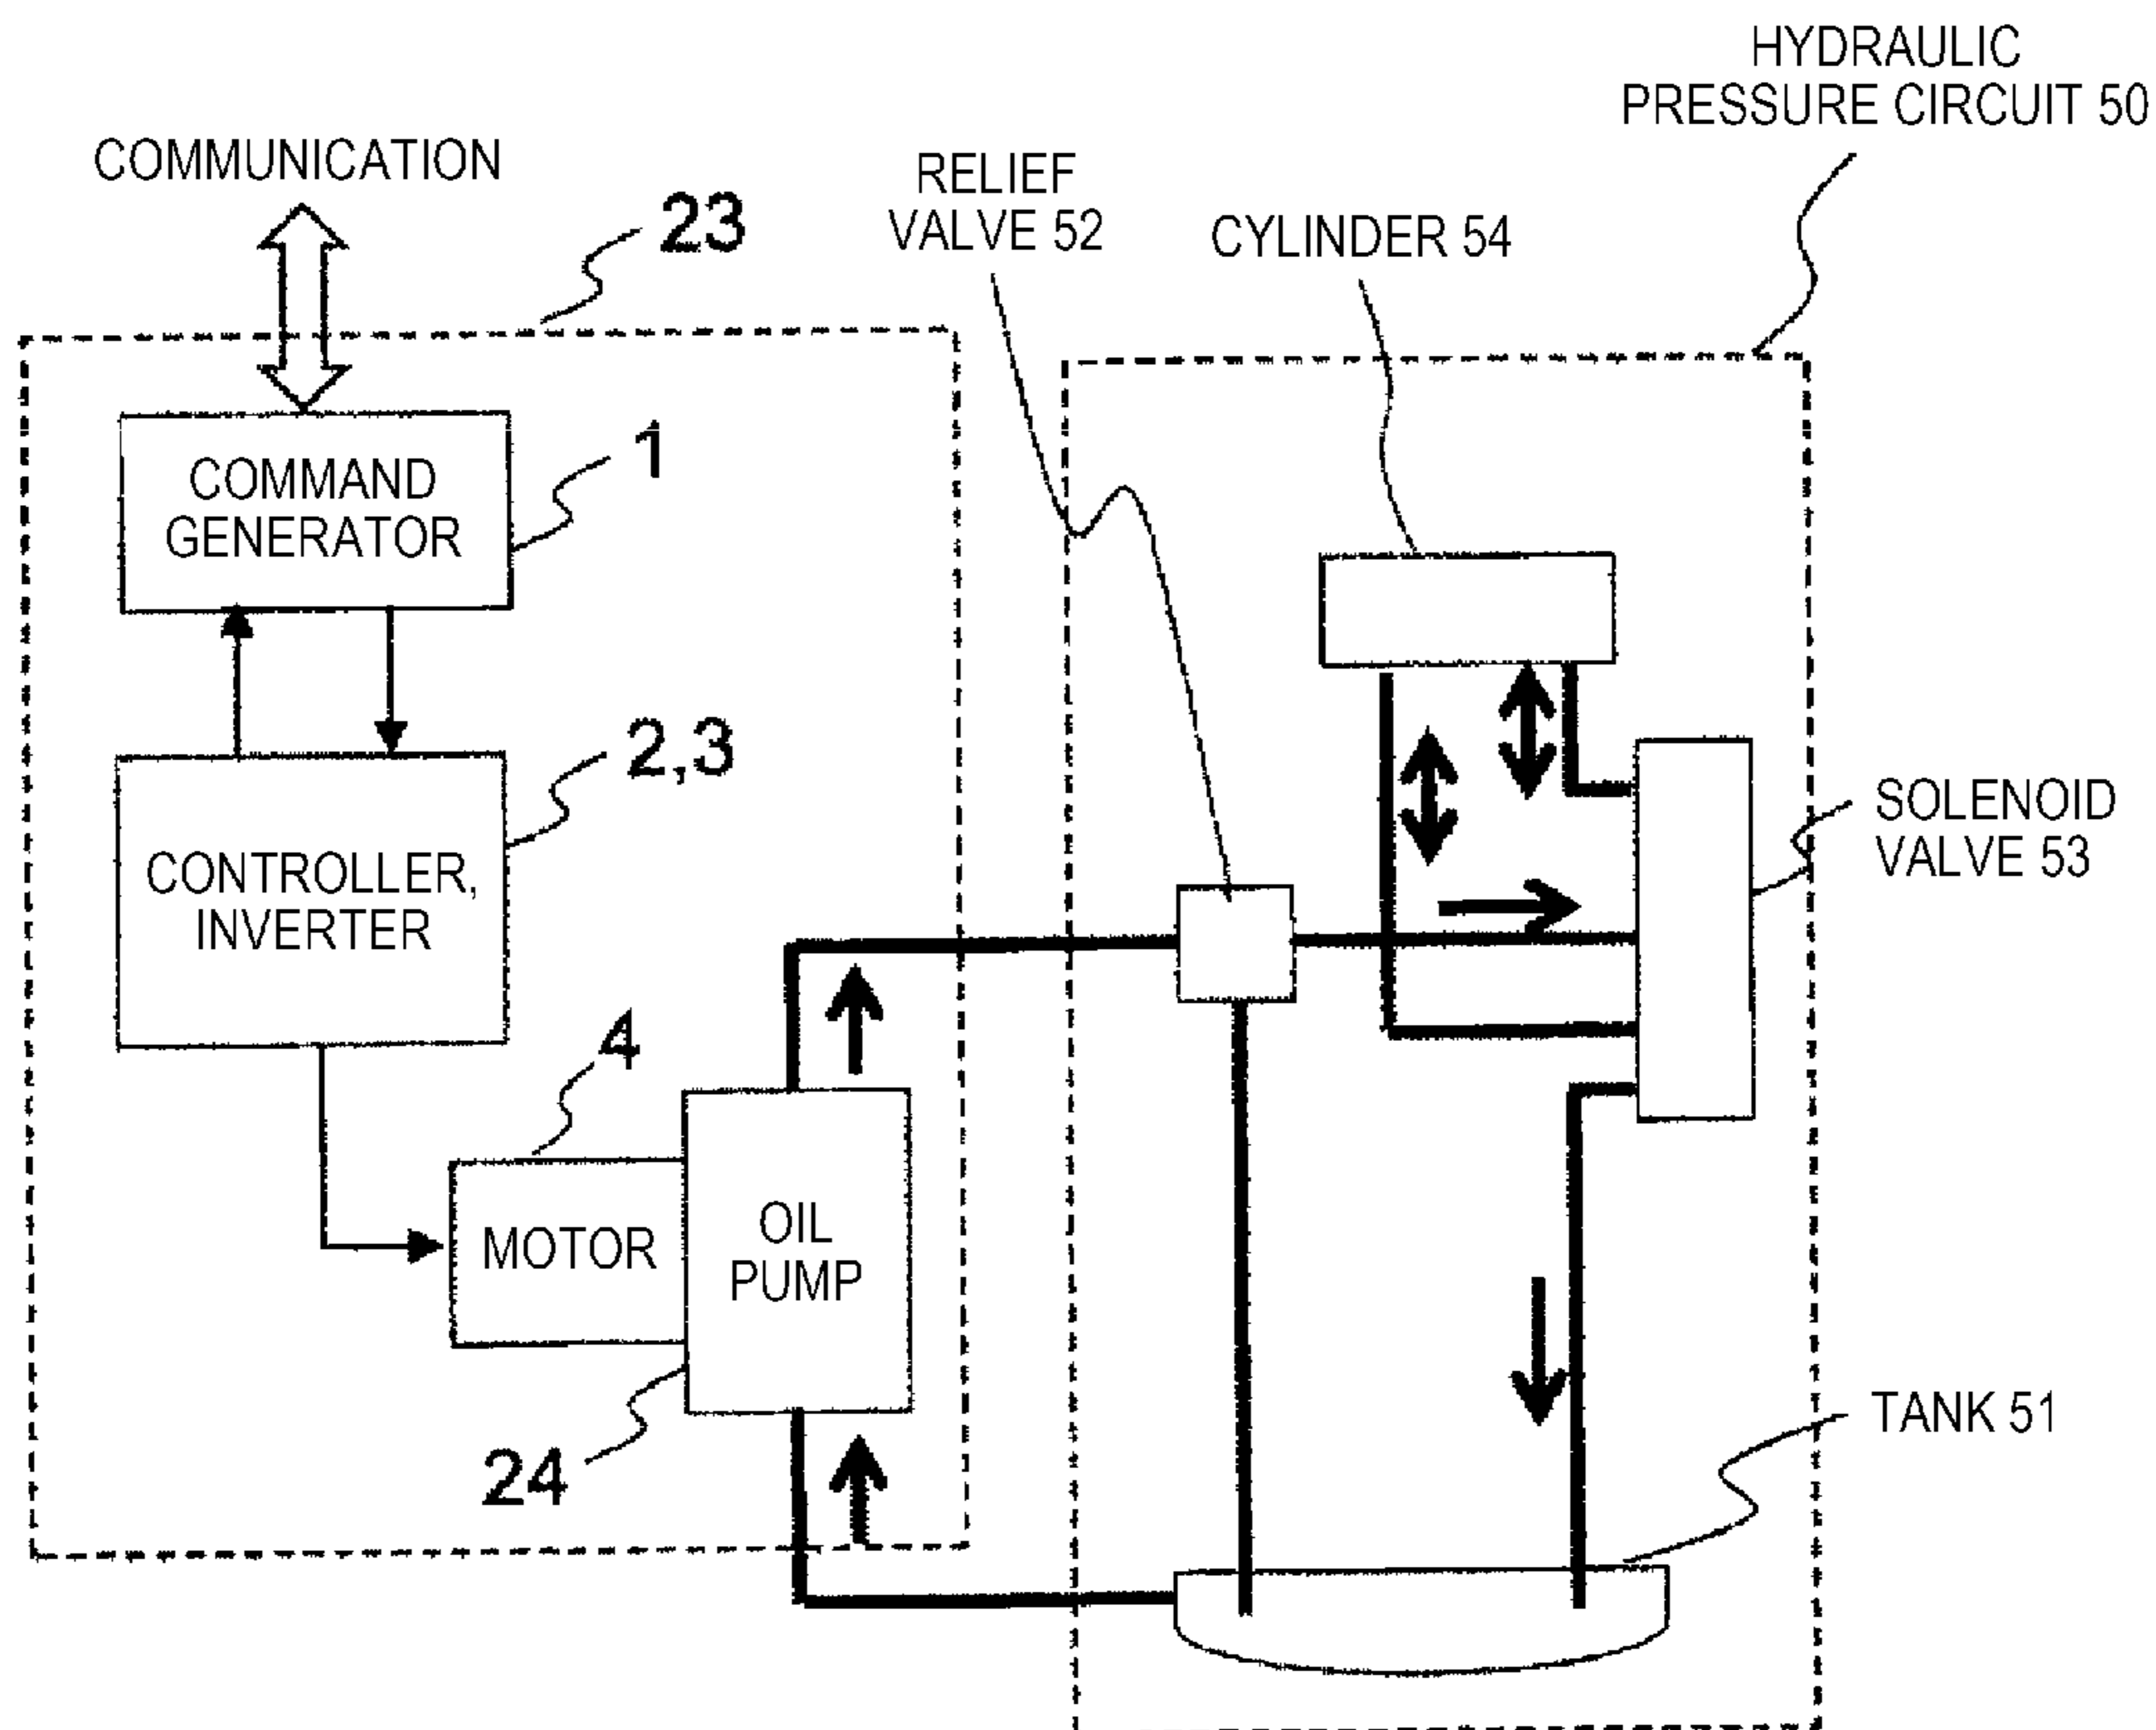 HYDRAULIC
PRESSURE CIRCUIT 50
COMMUNICATION
23
RELIEF
VALVE 52
CYLINDER 54
COMMAND
GENERATOR
1
2,3
CONTROLLER,
INVERTER
SOLENOID
VALVE 53
4
MOTOR
OIL
PUMP
24
TANK 51